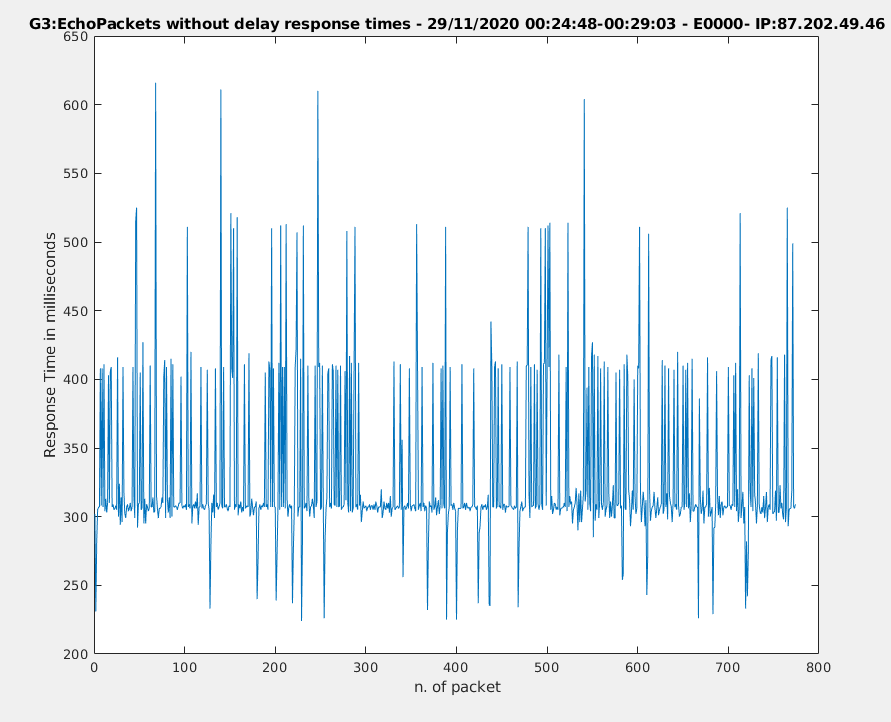 G3:EchoPackets without delay response times - 29/11/2020 00:24:48-00:29:03 - E0000- IP:87.202.49.46
650
600
550
500
450
400
350
300
250
200
Response Time in milliseconds
0 100 200 300 400 500 600 700 800
n. of packet